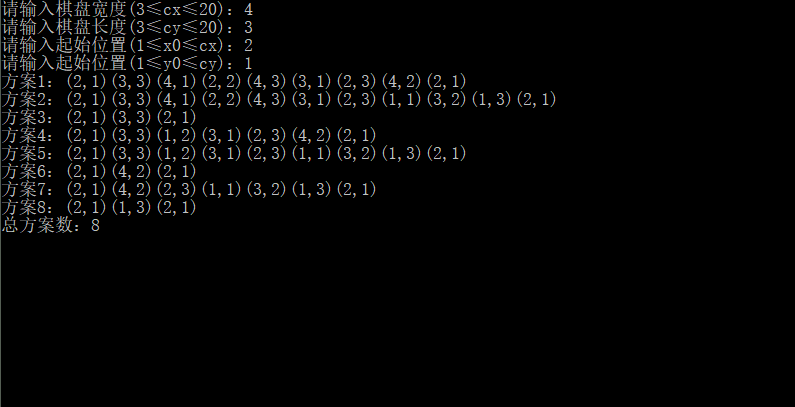 请输入棋盘宽度(3≤cx≤20)：4
请输入棋盘长度(3≤cy≤20)：3
请输入起始位置(1≤x0≤cx)：2
请输入起始位置(1≤y0≤cy)：1
方案1：(2,1)(3,3)(4,1)(2,2)(4,3)(3,1)(2,3)(4,2)(2,1)
方案2：(2,1)(3,3)(4,1)(2,2)(4,3)(3,1)(2,3)(1,1)(3,2)(1,3)(2,1)
方案3：(2,1)(3,3)(2,1)
方案4：(2,1)(3,3)(1,2)(3,1)(2,3)(4,2)(2,1)
方案5：(2,1)(3,3)(1,2)(3,1)(2,3)(1,1)(3,2)(1,3)(2,1)
方案6：(2,1)(4,2)(2,1)
方案7：(2,1)(4,2)(2,3)(1,1)(3,2)(1,3)(2,1)
方案8：(2,1)(1,3)(2,1)
总方案数：8